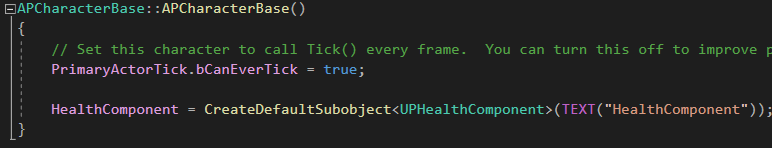 APCharacterBase::APCharacterBase()
{
// Set this character to call Tick() every frame.  You can turn this off to improve p
PrimaryActorTick.bCanEverTick = true;
HealthComponent = CreateDefaultSubobject<UPHealthComponent>(TEXT("HealthComponent"));
}